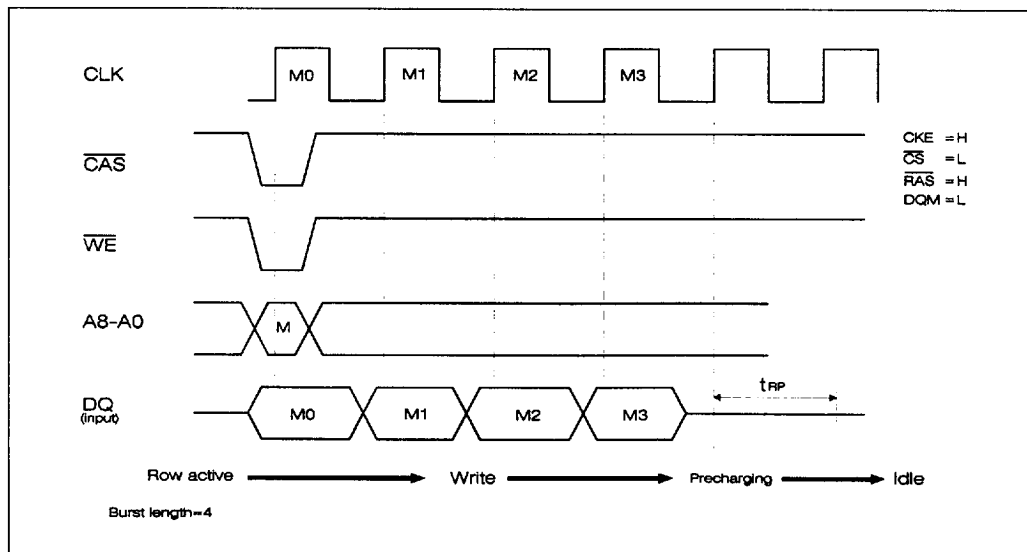 CLK
M0 M1 M2 M3
CAS
CKE = H
CS = L
RAS = H
DQM = L
WE
A8-A0
M
DQ
(input)
M0 M1 M2 M3
tRP
Row active Write Precharging Idle
Burst length=4